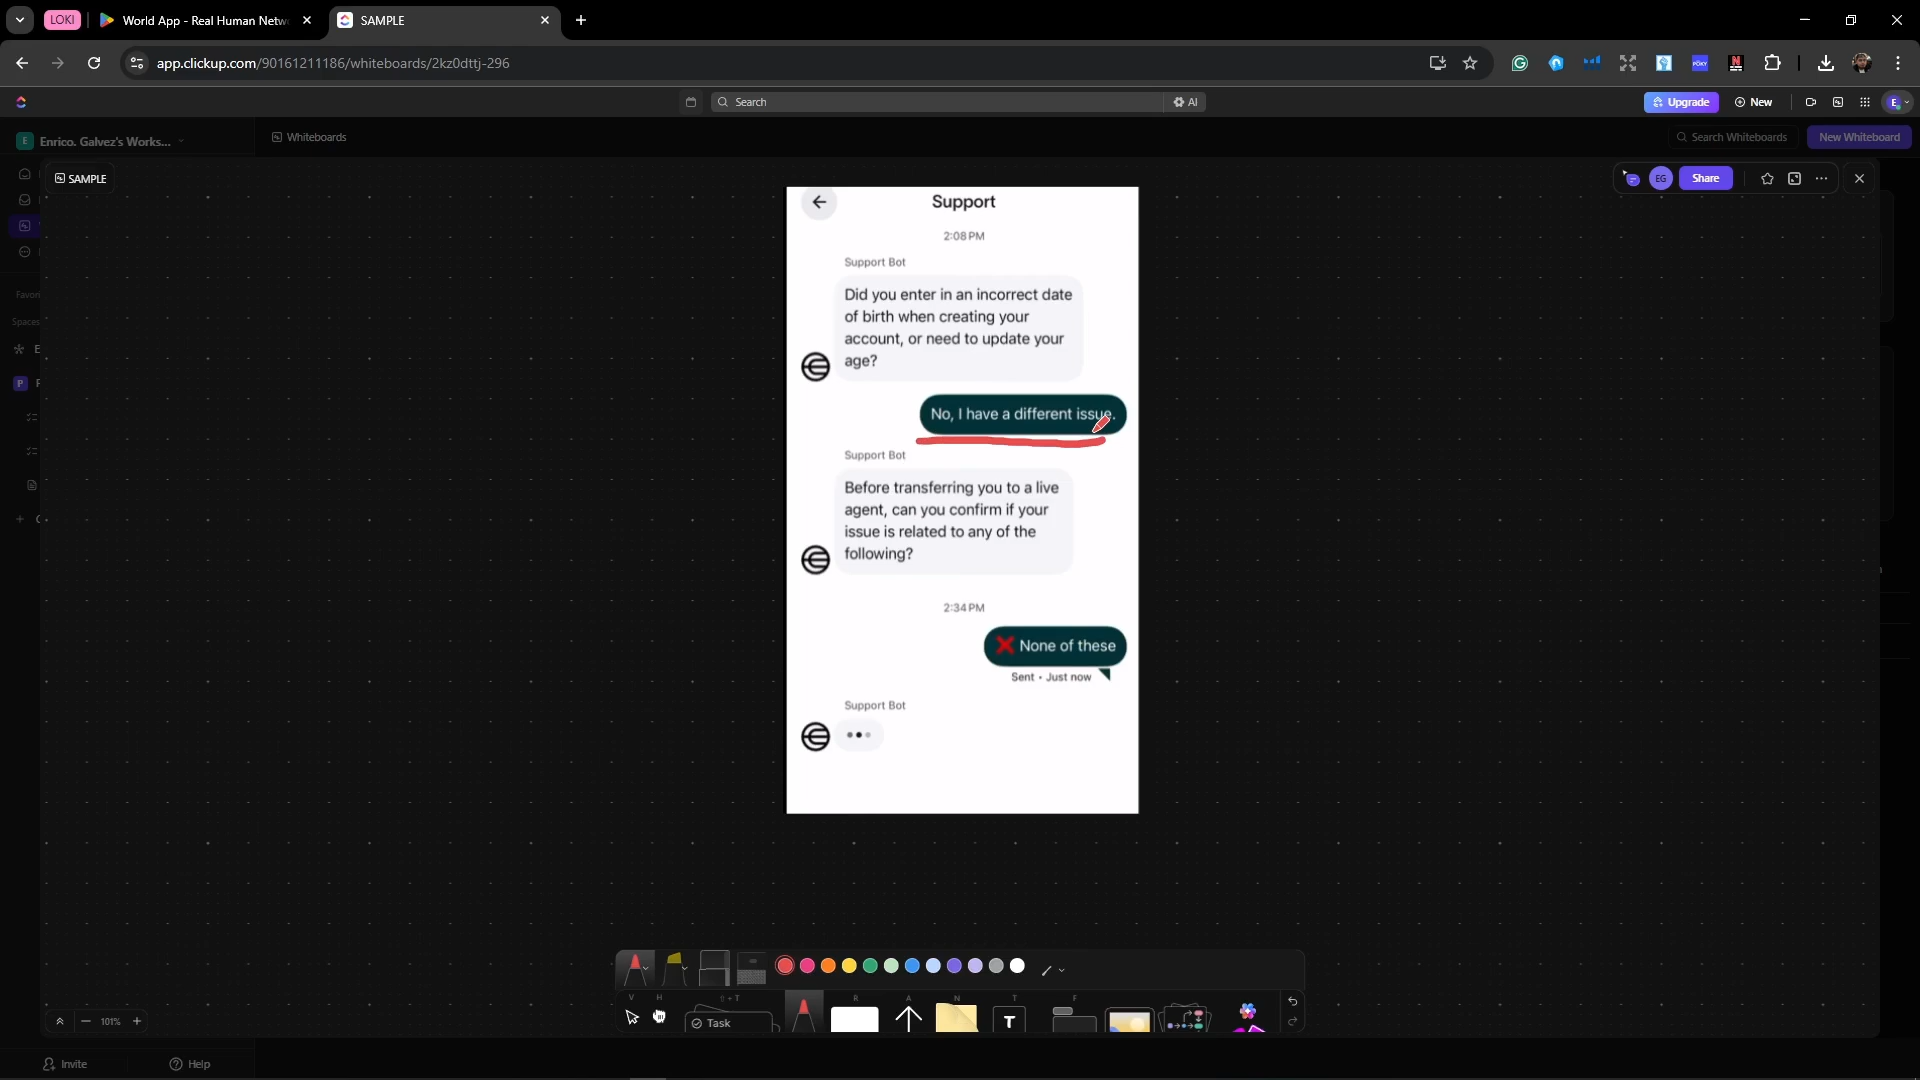 LOKI
World App - Real Human Netw
SAMPLE
app.clickup.com/90161211186/whiteboards/2kz0dttj-296
Search
AI
Upgrade
New
E
E
Enrico. Galvez's Works...
Whiteboards
Search Whiteboards
New Whiteboard
SAMPLE
EG
Share
Favori
Spaces
P
Support
2:08 PM
Support Bot
Did you enter in an incorrect date
of birth when creating your
account, or need to update your
age?
No, I have a different issue.
Support Bot
Before transferring you to a live
agent, can you confirm if your
issue is related to any of the
following?
2:34 PM
None of these
Sent • Just now
Support Bot
V
H
⇧ + T
R
A
N
T
F
Task
T
101%
Invite
Help